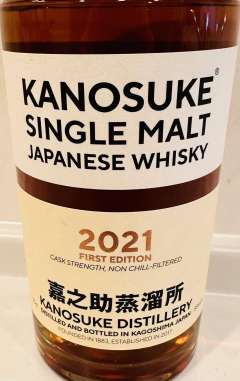 KANOSUKE®
SINGLE MALT
JAPANESE WHISKY
2021
FIRST EDITION
CASK STRENGTH, NON CHILL-FILTERED
嘉之助蒸溜所
KANOSUKE DISTILLERY
DISTILLED AND BOTTLED IN KAGOSHIMA JAPAN
FOUNDED IN 1883, ESTABLISHED IN 2017